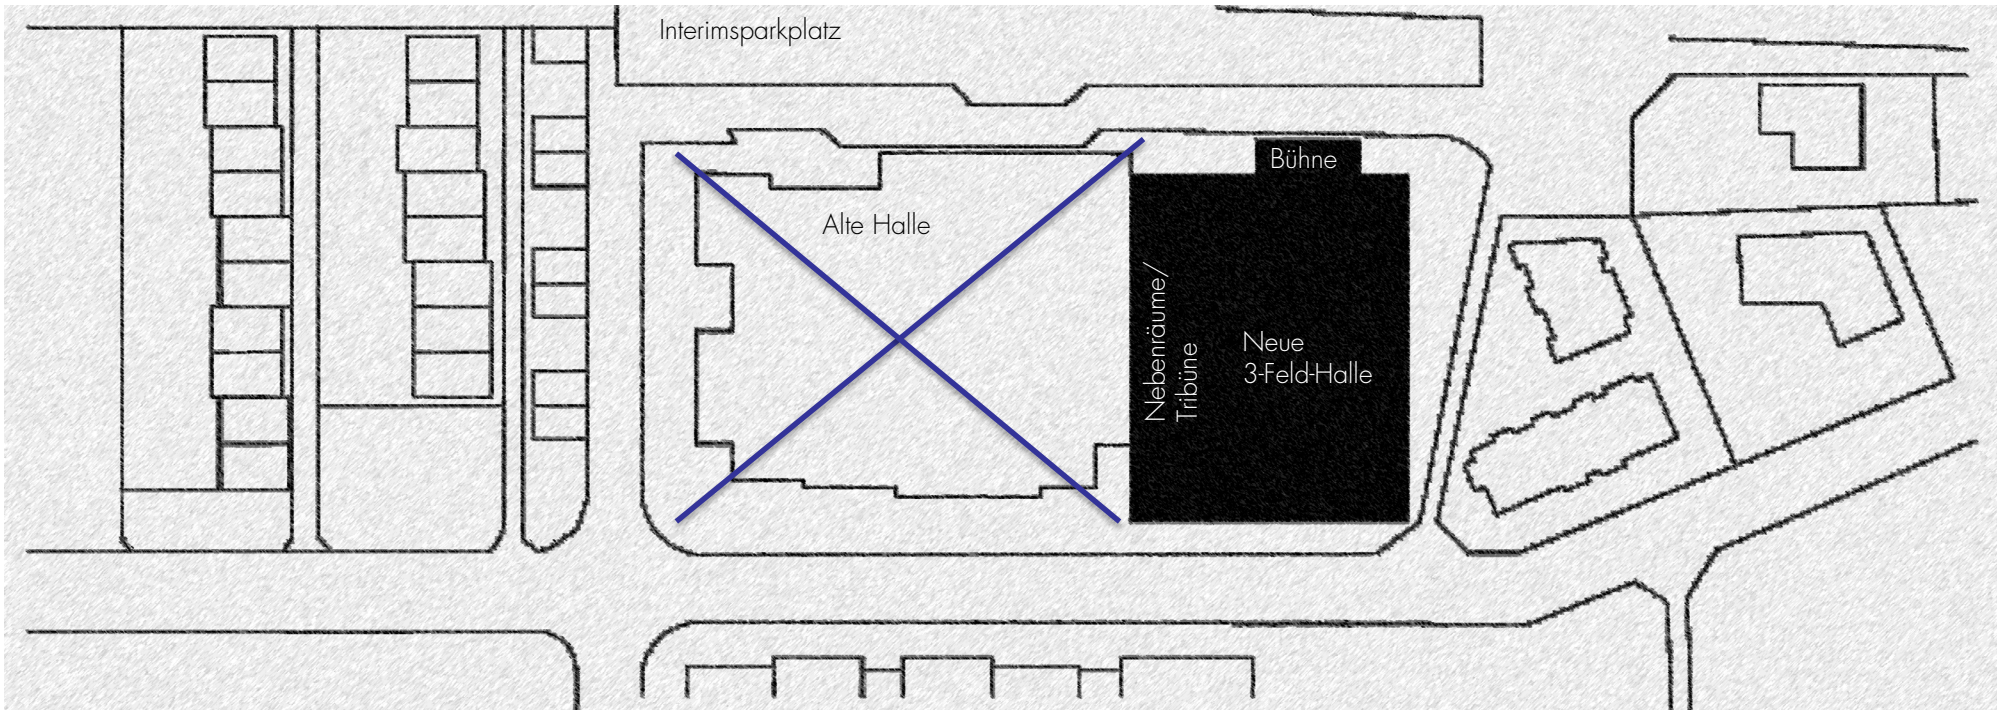 Interimsparkplatz
Bühne
Alte Halle
Nebenräume/
Tribüne
Neue
3-Feld-Halle